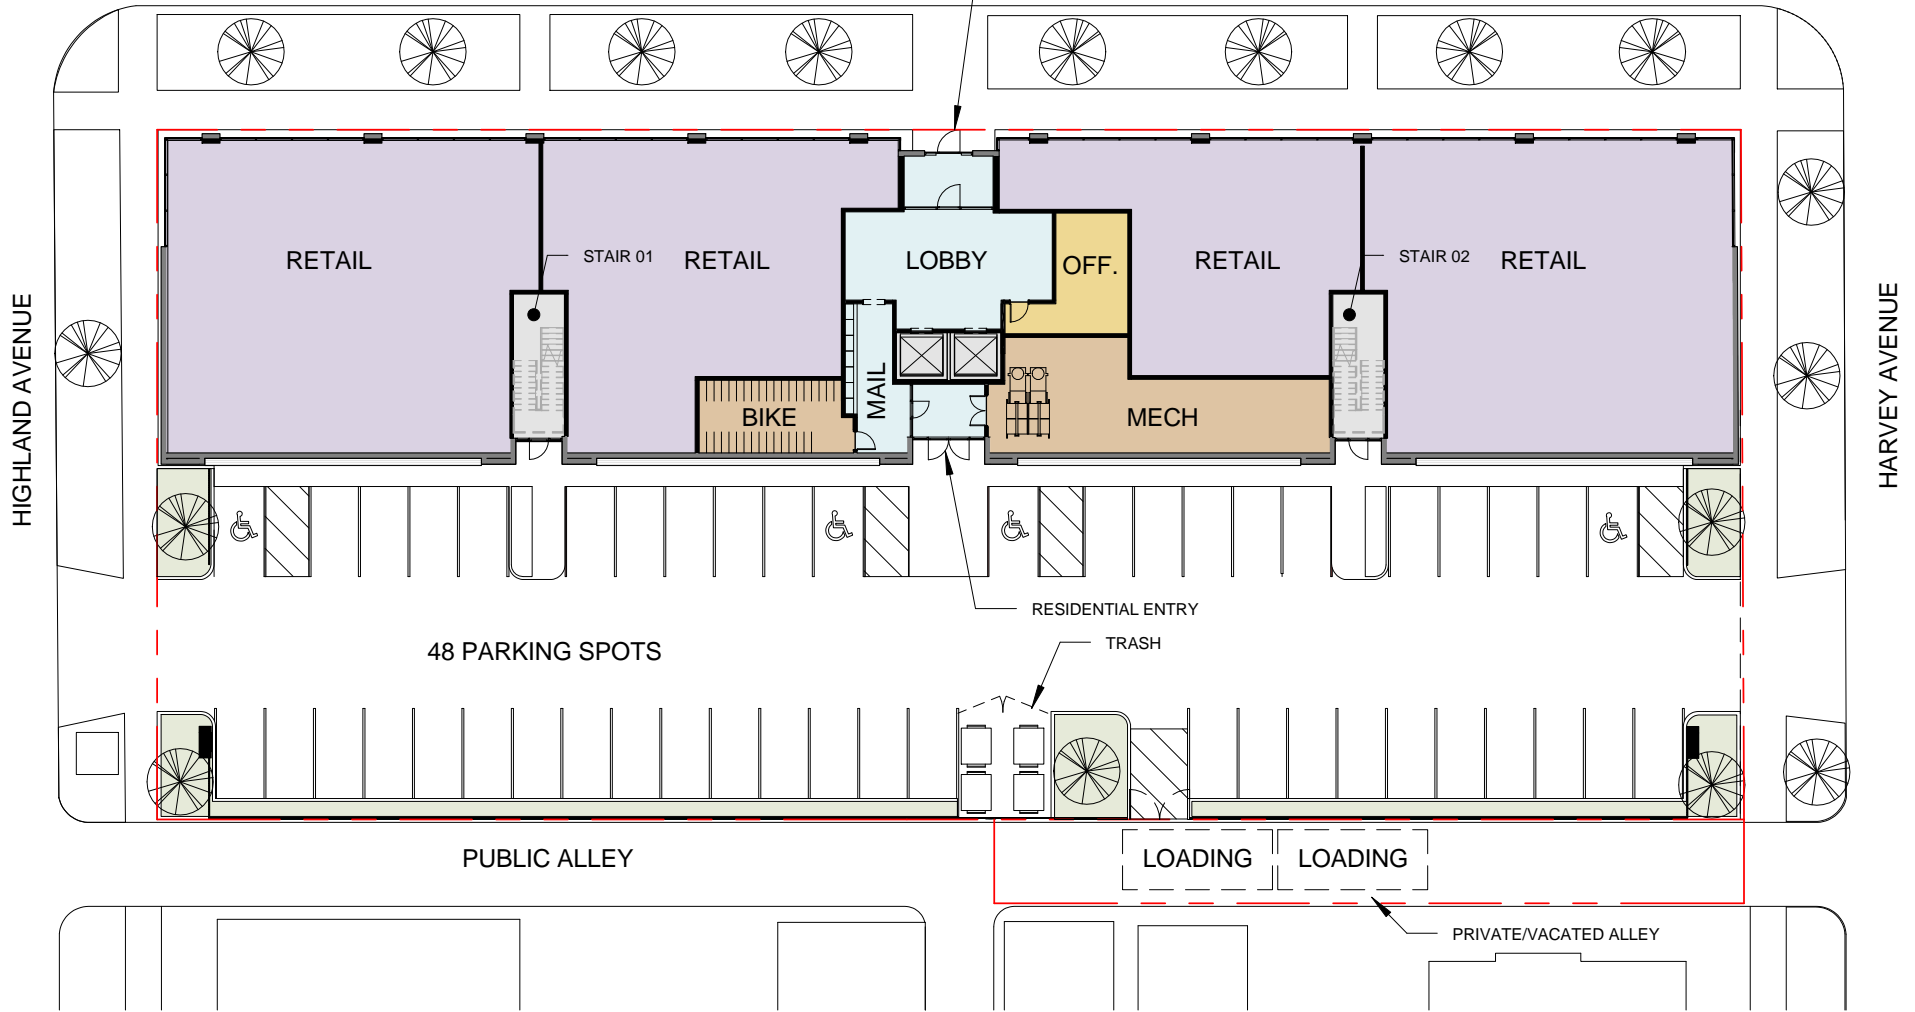 RETAIL
STAIR 01
RETAIL
LOBBY
OFF.
RETAIL
STAIR 02
RETAIL
HIGHLAND AVENUE
HARVEY AVENUE
MAIL
BIKE
MECH
RESIDENTIAL ENTRY
TRASH
48 PARKING SPOTS
PUBLIC ALLEY
LOADING
LOADING
PRIVATE/VACATED ALLEY